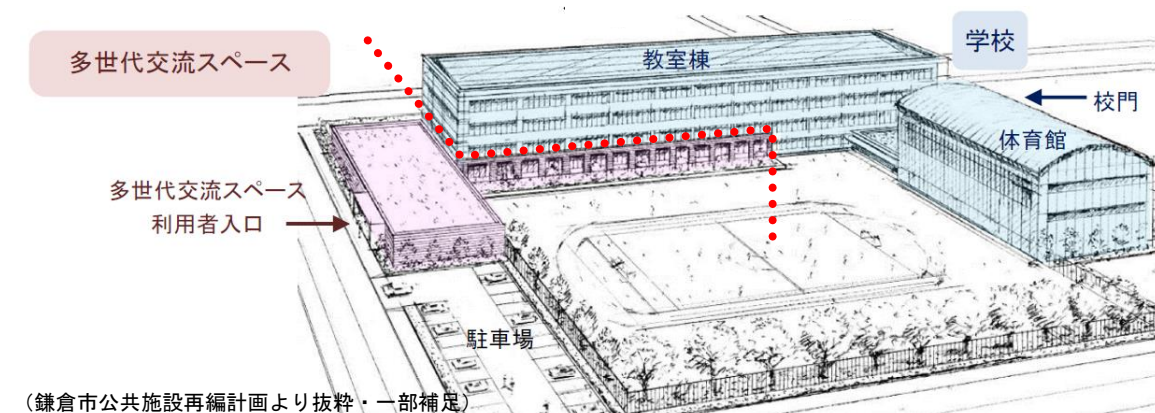 多世代交流スペース
学校
教室棟
校門
体育館
多世代交流スペース
利用者入口
駐車場
(鎌倉市公共施設再編計画より抜粋・一部補足)